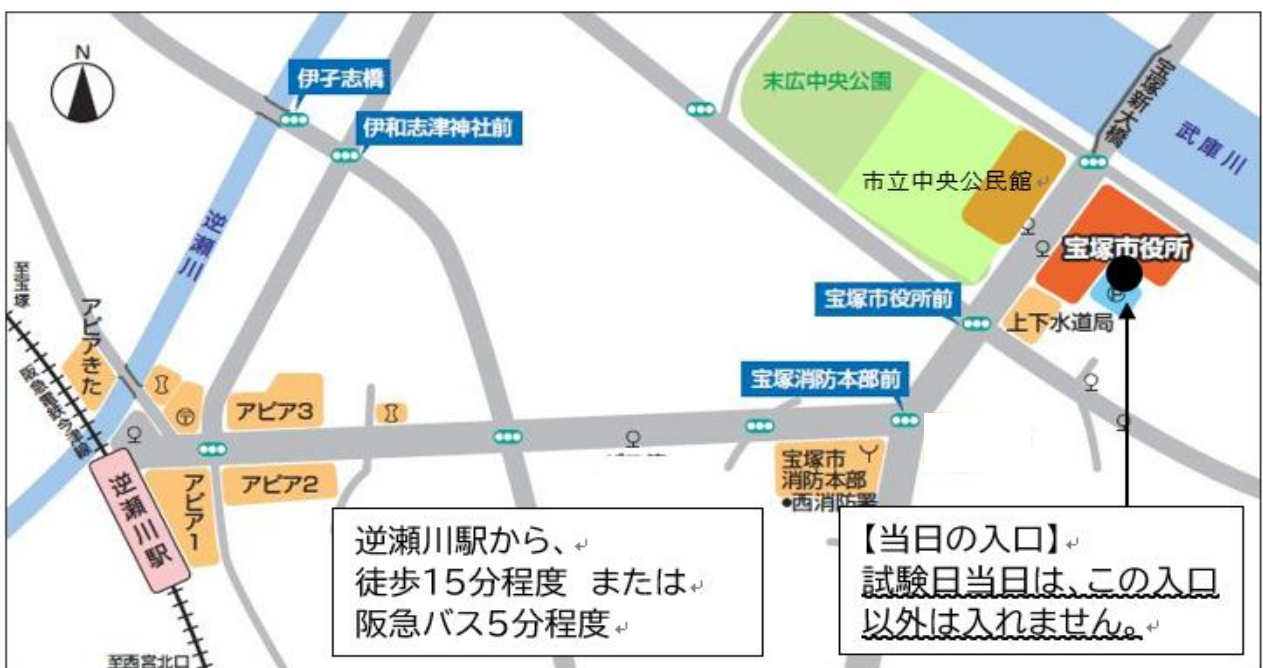 N
伊子志橋
伊和志津神社前
末広中央公園
宝塚新大橋
武庫川
市立中央公民館
逆瀬川
宝塚市役所
P
至宝塚
アピアきた
宝塚市役所前
上下水道局
阪急電鉄今津線
宝塚消防本部前
アピア3
宝塚市
消防本部
●西消防署
逆瀬川駅
アピア1
アピア2
逆瀬川駅から、
徒歩15分程度 または
阪急バス5分程度
【当日の入口】
試験日当日は、この入口
以外は入れません。
至西宮北口